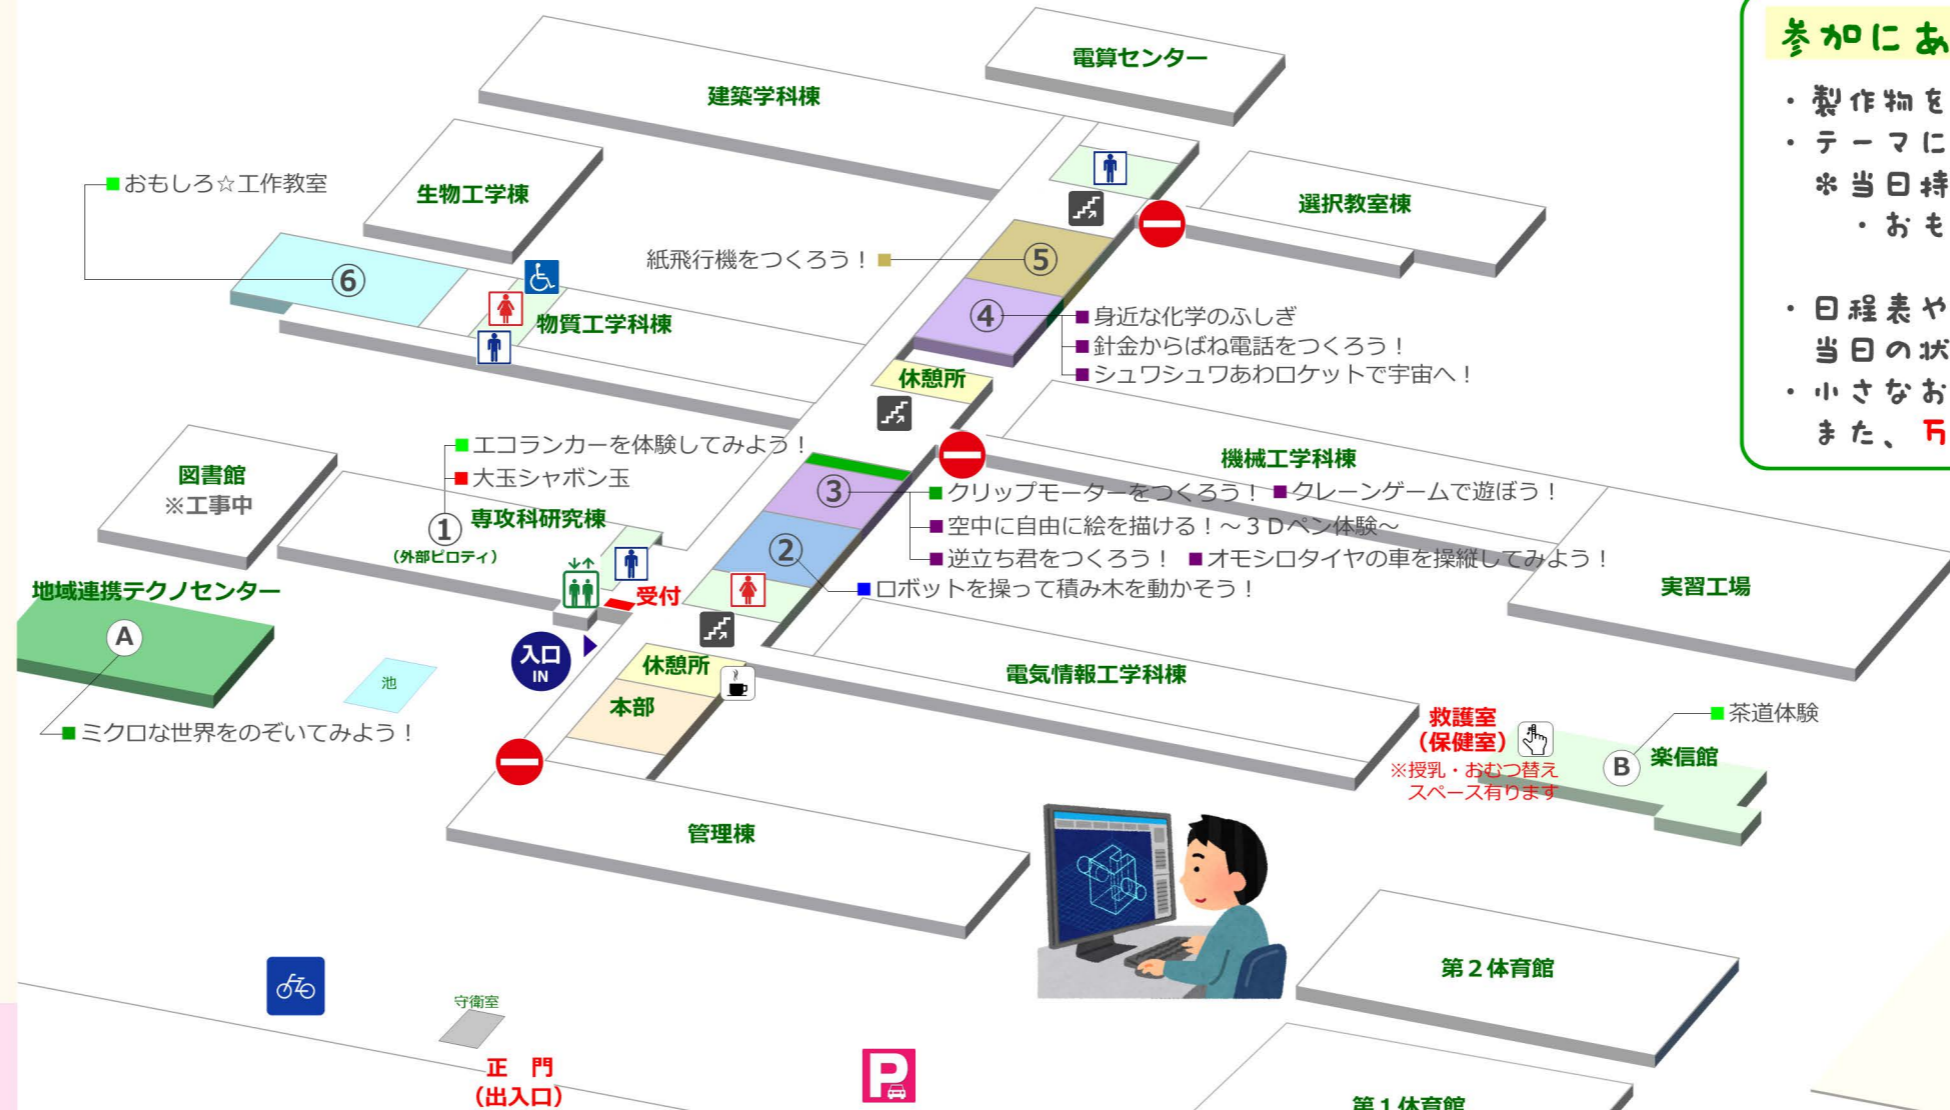 電算センター
建築学科棟
参加にあ
・製作物を
・テーマに
※当日持
・おも
・日程表や
当日の状
・小さなお
また、万
■おもしろ☆工作教室
生物工学棟
選択教室棟
紙飛行機をつくろう！■
⑤
⑥
物質工学科棟
④
■身近な化学のふしぎ
■針金からばね電話をつくろう！
■シュワシュワあわロケットで宇宙へ！
休憩所
■エコランカーを体験してみよう！
■大玉シャボン玉
図書館
※工事中
①
専攻科研究棟
（外部ピロティ）
機械工学科棟
③
■クリップモーターをつくろう！ ■クレーンゲームで遊ぼう！
■空中に自由に絵を描ける！～３Ｄペン体験～
■逆立ち君をつくろう！ ■オモシロタイヤの車を操縦してみよう！
②
■ロボットを操って積み木を動かそう！
実習工場
地域連携テクノセンター
A
受付
入口
IN
池
■ミクロな世界をのぞいてみよう！
休憩所
本部
電気情報工学科棟
救護室
（保健室）
※授乳・おむつ替え
スペース有ります
■茶道体験
B
楽信館
管理棟
第２体育館
守衛室
正　門
（出入口）
P
第１体育館